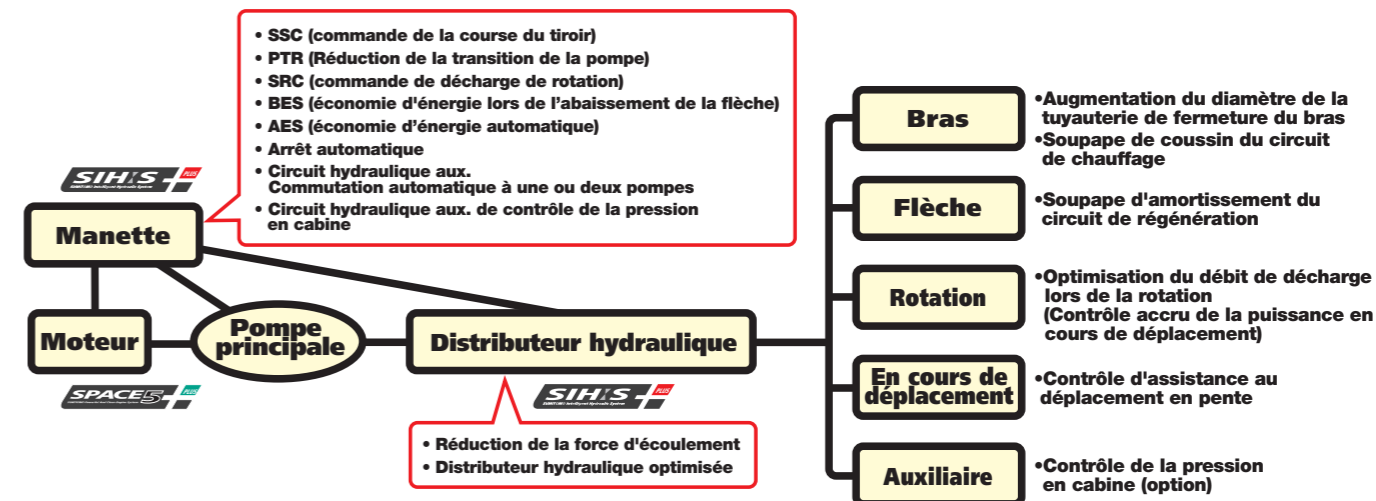 • SSC (commande de la course du tiroir)
• PTR (Réduction de la transition de la pompe)
• SRC (commande de décharge de rotation)
• BES (économie d'énergie lors de l'abaissement de la flèche)
• AES (économie d'énergie automatique)
• Arrêt automatique
• Circuit hydraulique aux.
Commutation automatique à une ou deux pompes
• Circuit hydraulique aux. de contrôle de la pression
en cabine
SIHIS PLUS
Manette
Moteur
Pompe
principale
Distributeur hydraulique
SPACE5 PLUS
SIHIS PLUS
• Réduction de la force d'écoulement
• Distributeur hydraulique optimisée
Bras
•Augmentation du diamètre de la
tuyauterie de fermeture du bras
•Soupape de coussin du circuit
de chauffage
Flèche
•Soupape d'amortissement du
circuit de régénération
Rotation
•Optimisation du débit de décharge
lors de la rotation
(Contrôle accru de la puissance en
cours de déplacement)
En cours de
déplacement
•Contrôle d'assistance au
déplacement en pente
Auxiliaire
•Contrôle de la pression
en cabine (option)